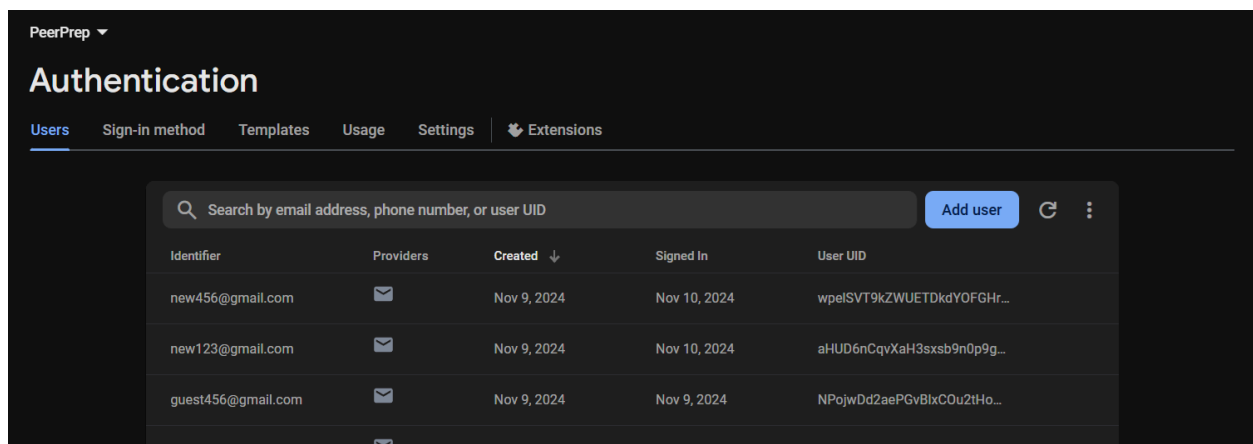 PeerPrep
Authentication
Users Sign-in method Templates Usage Settings Extensions
Search by email address, phone number, or user UID Add user
Identifier Providers Created Signed In User UID
new456@gmail.com Nov 9, 2024 Nov 10, 2024 wpelSVT9kZWUETDkdYOFGHr...
new123@gmail.com Nov 9, 2024 Nov 10, 2024 aHUD6nCqvXaH3sxsb9n0p9g...
guest456@gmail.com Nov 9, 2024 Nov 9, 2024 NPojwDd2aePGvBlxCOu2tHo...